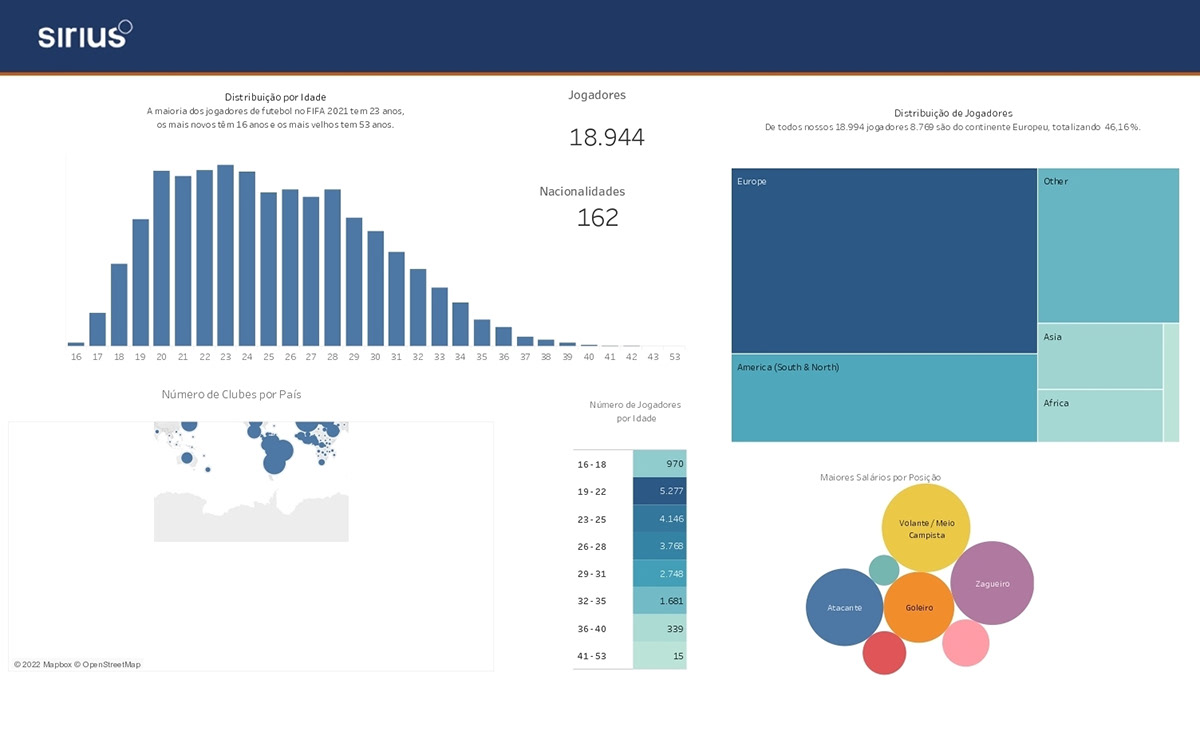 sirius
Distribuição por Idade
A maioria dos jogadores de futebol no FIFA 2021 tem 23 anos,
os mais novos têm 16 anos e os mais velhos tem 53 anos.
16 17 18 19 20 21 22 23 24 25 26 27 28 29 30 31 32 33 34 35 36 37 38 39 40 41 42 43 53
Jogadores
18.944
Nacionalidades
162
Distribuição de Jogadores
De todos nossos 18.994 jogadores 8.769 são do continente Europeu, totalizando 46,16%.
Europe
Other
America (South & North)
Asia
Africa
Número de Clubes por País
© 2022 Mapbox © OpenStreetMap
Número de Jogadores
por Idade
16-18 970
19-22 5.277
23-25 4.146
26-28 3.768
29-31 2.748
32-35 1.681
36-40 339
41-53 15
Maiores Salários por Posição
Volante / Meio
Campista
Zagueiro
Atacante
Goleiro